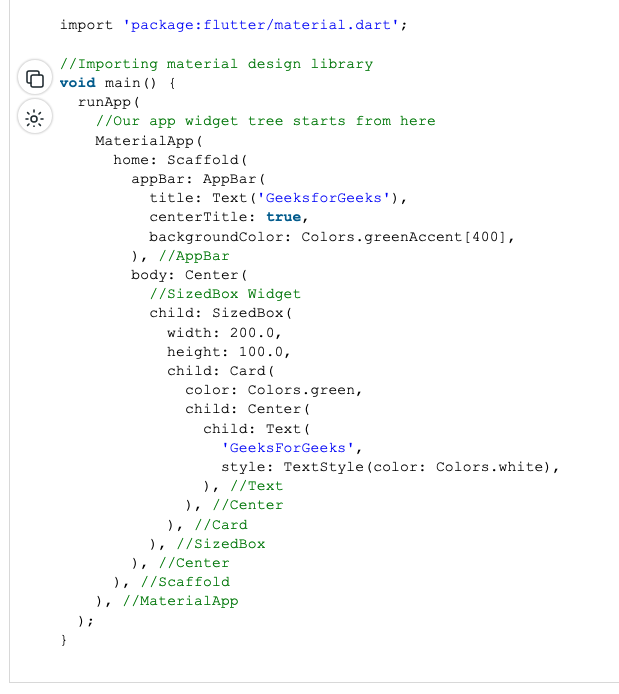 import 'package:flutter/material.dart';

//Importing material design library
void main() {
  runApp(
    //Our app widget tree starts from here
    MaterialApp(
      home: Scaffold(
        appBar: AppBar(
          title: Text('GeeksforGeeks'),
          centerTitle: true,
          backgroundColor: Colors.greenAccent[400],
        ), //AppBar
        body: Center(
          //SizedBox Widget
          child: SizedBox(
            width: 200.0,
            height: 100.0,
            child: Card(
              color: Colors.green,
              child: Center(
                child: Text(
                  'GeeksForGeeks',
                  style: TextStyle(color: Colors.white),
                ), //Text
              ), //Center
            ), //Card
          ), //SizedBox
        ), //Center
      ), //Scaffold
    ), //MaterialApp
  );
}